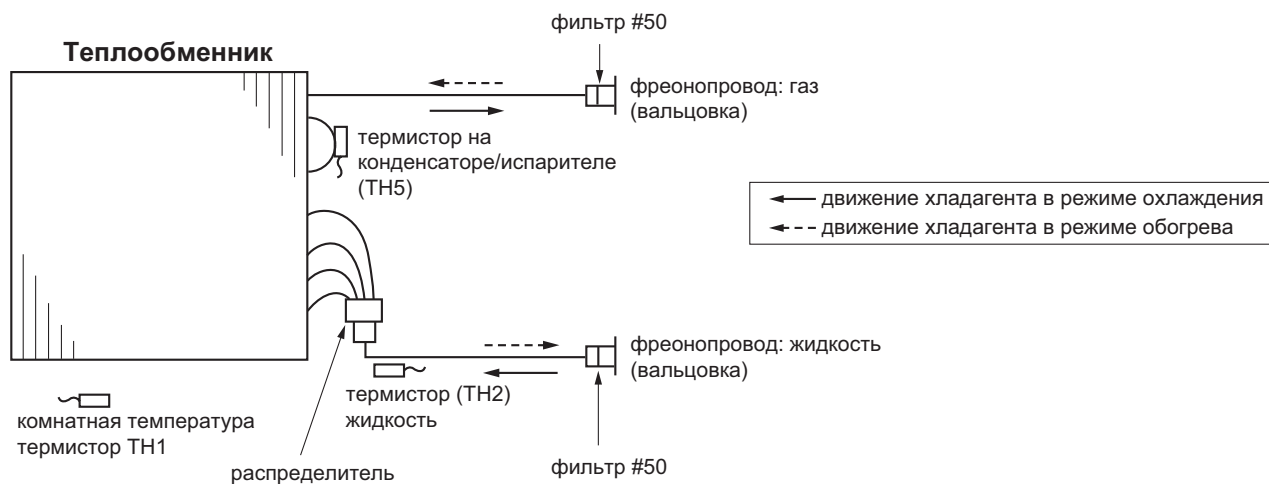 фильтр #50
Теплообменник
фреонопровод: газ
(вальцовка)
термистор на
конденсаторе/испарителе
(TH5)
движение хладагента в режиме охлаждения
движение хладагента в режиме обогрева
фреонопровод: жидкость
(вальцовка)
термистор (TH2)
жидкость
комнатная температура
термистор TH1
распределитель
фильтр #50